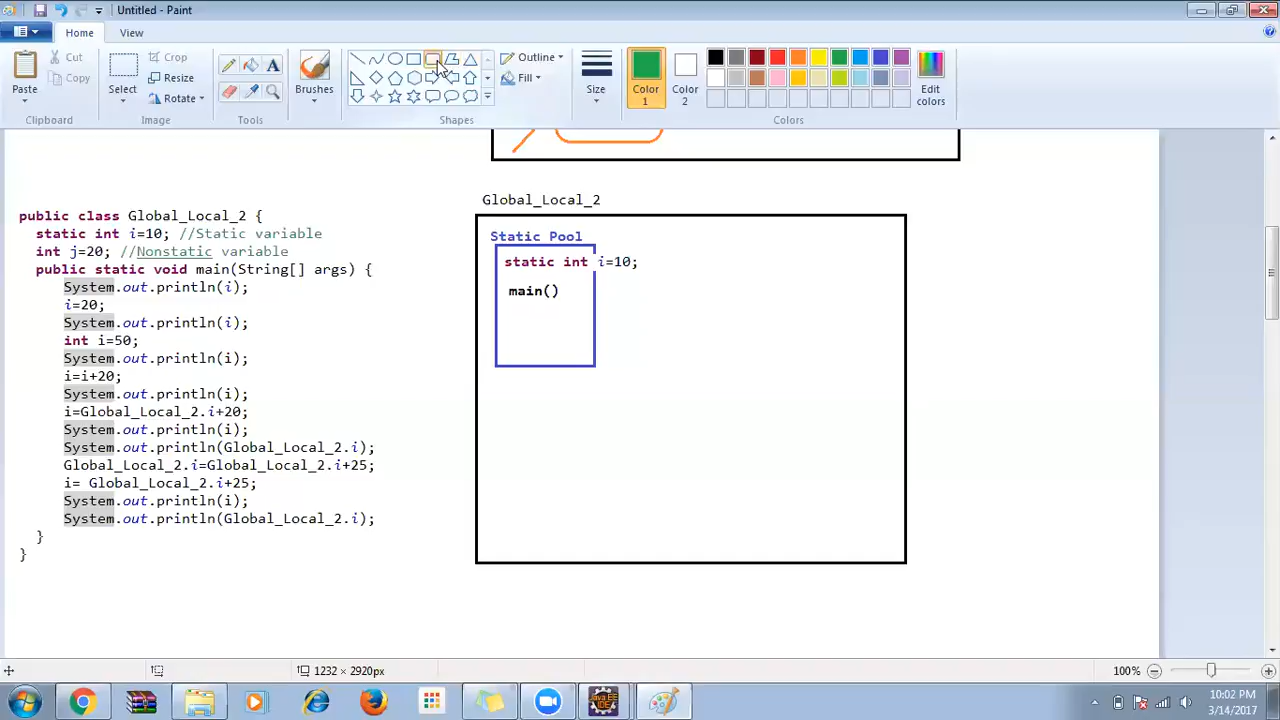 Untitled - Paint
Home
View
Paste
Cut
Copy
Clipboard
Select
Crop
Resize
Rotate
Image
Tools
Brushes
Shapes
Outline
Fill
Size
Color
1
Color
2
Edit
colors
Colors
Global_Local_2
public class Global_Local_2 {
static int i=10; //Static variable
int j=20; //Nonstatic variable
public static void main(String[] args) {
System.out.println(i);
i=20;
System.out.println(i);
int i=50;
System.out.println(i);
i=i+20;
System.out.println(i);
i=Global_Local_2.i+20;
System.out.println(i);
System.out.println(Global_Local_2.i);
Global_Local_2.i=Global_Local_2.i+25;
i= Global_Local_2.i+25;
System.out.println(i);
System.out.println(Global_Local_2.i);
}
}
Static Pool
static int i=10;
main()
1232 × 2920px
100%
Java EE
IDE
10:02 PM
3/14/2017